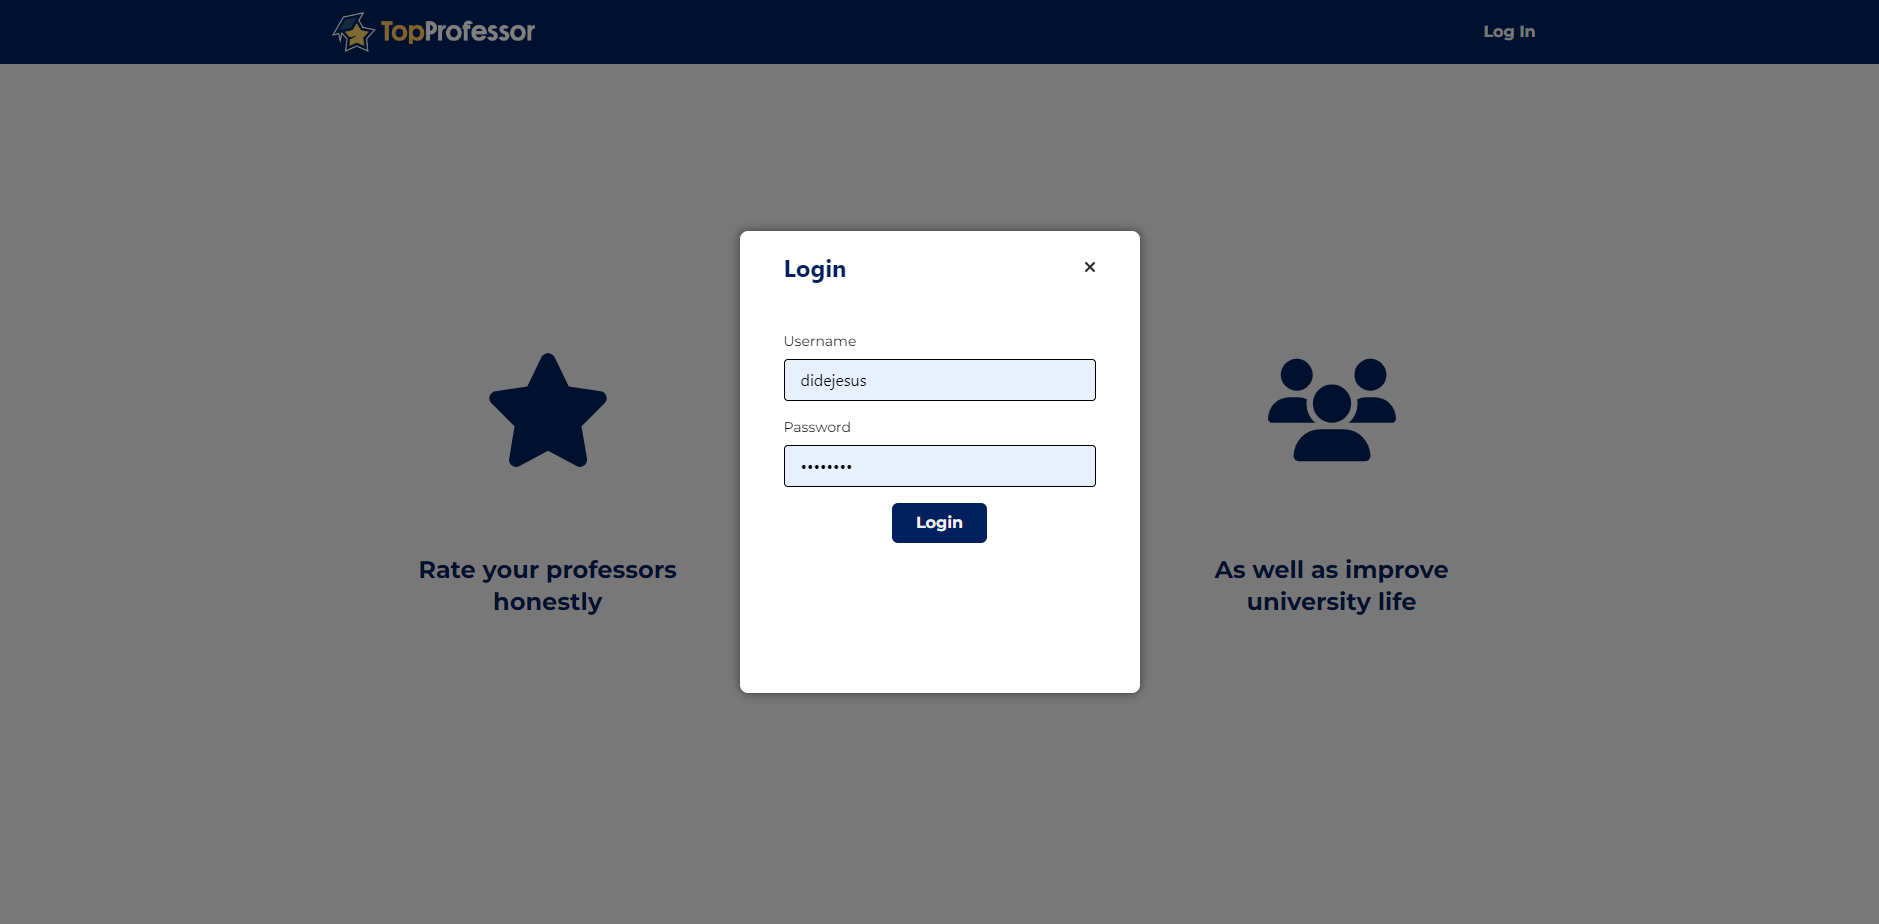 TopProfessor
Log In
Login
Username
didejesus
Password
••••••••
Login
Rate your professors
honestly
As well as improve
university life